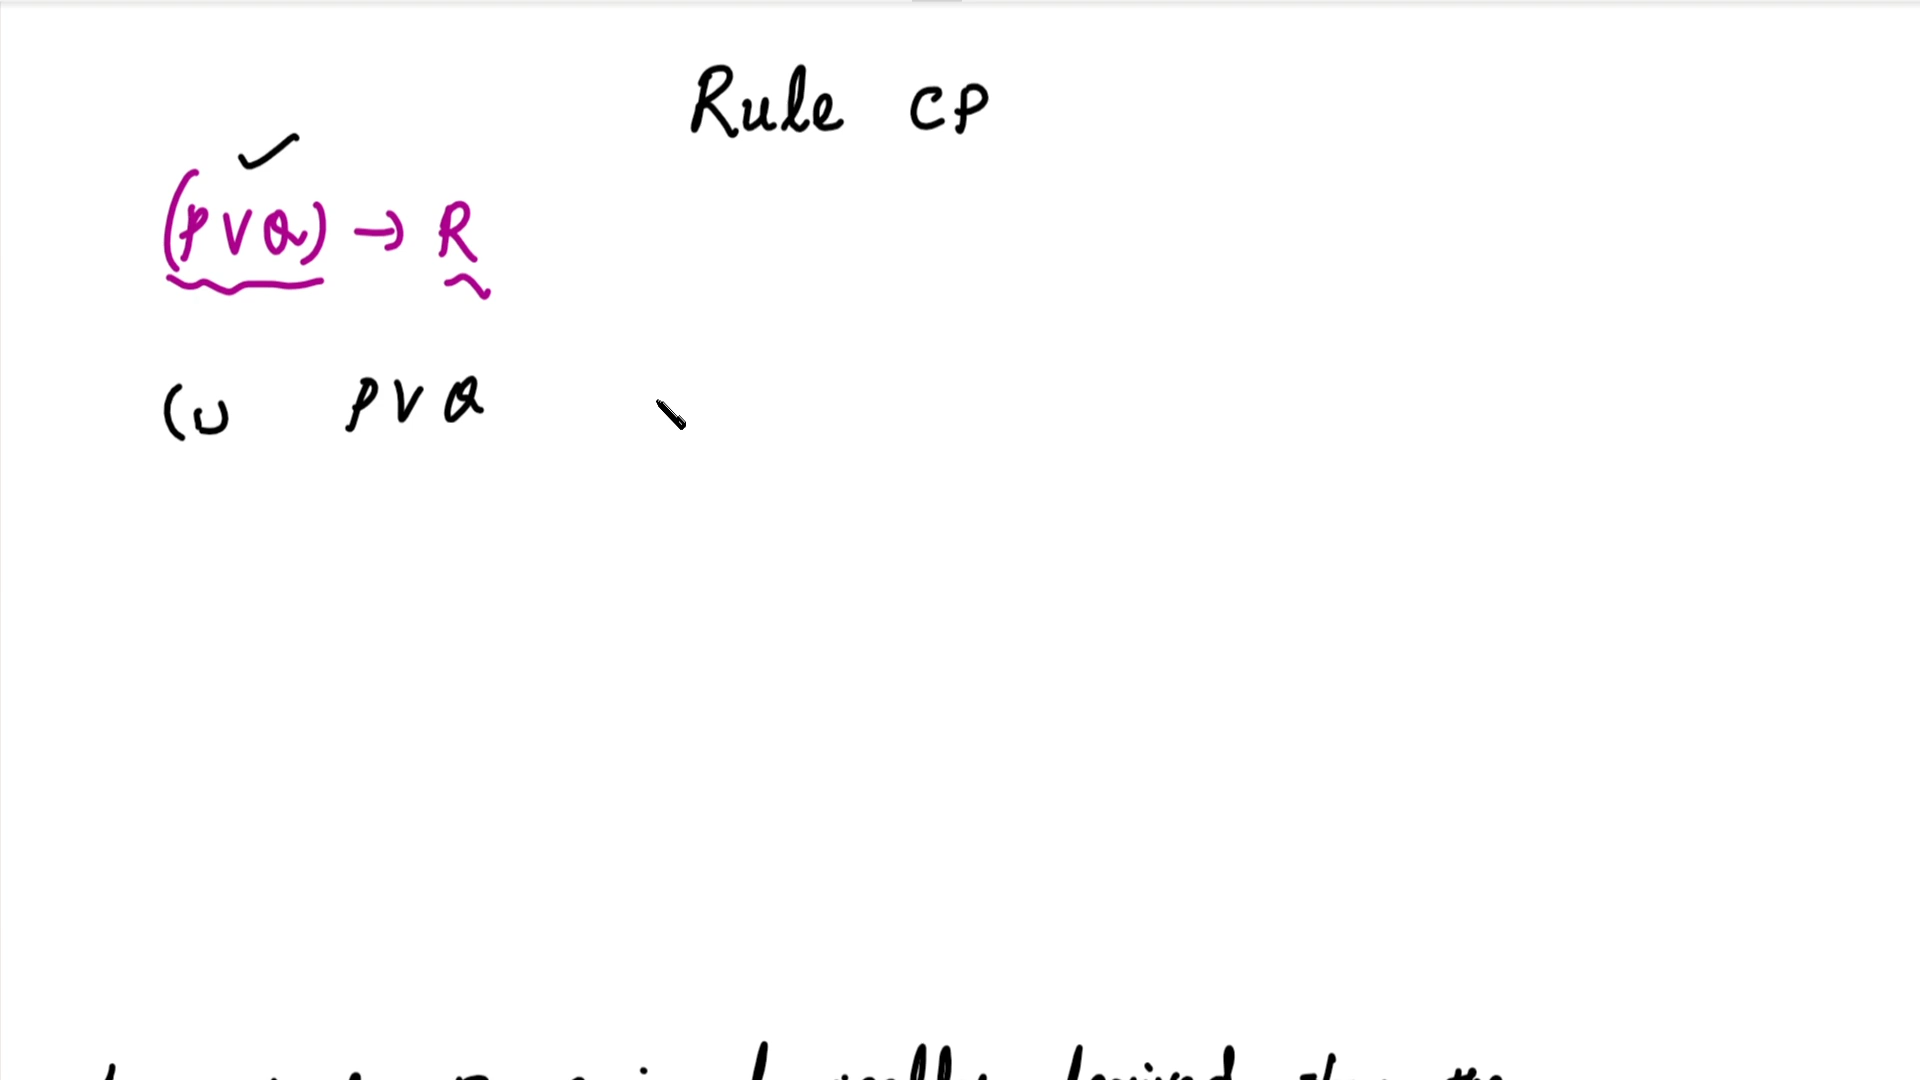 Rule CP
(P V Q) → R
(1) P V Q